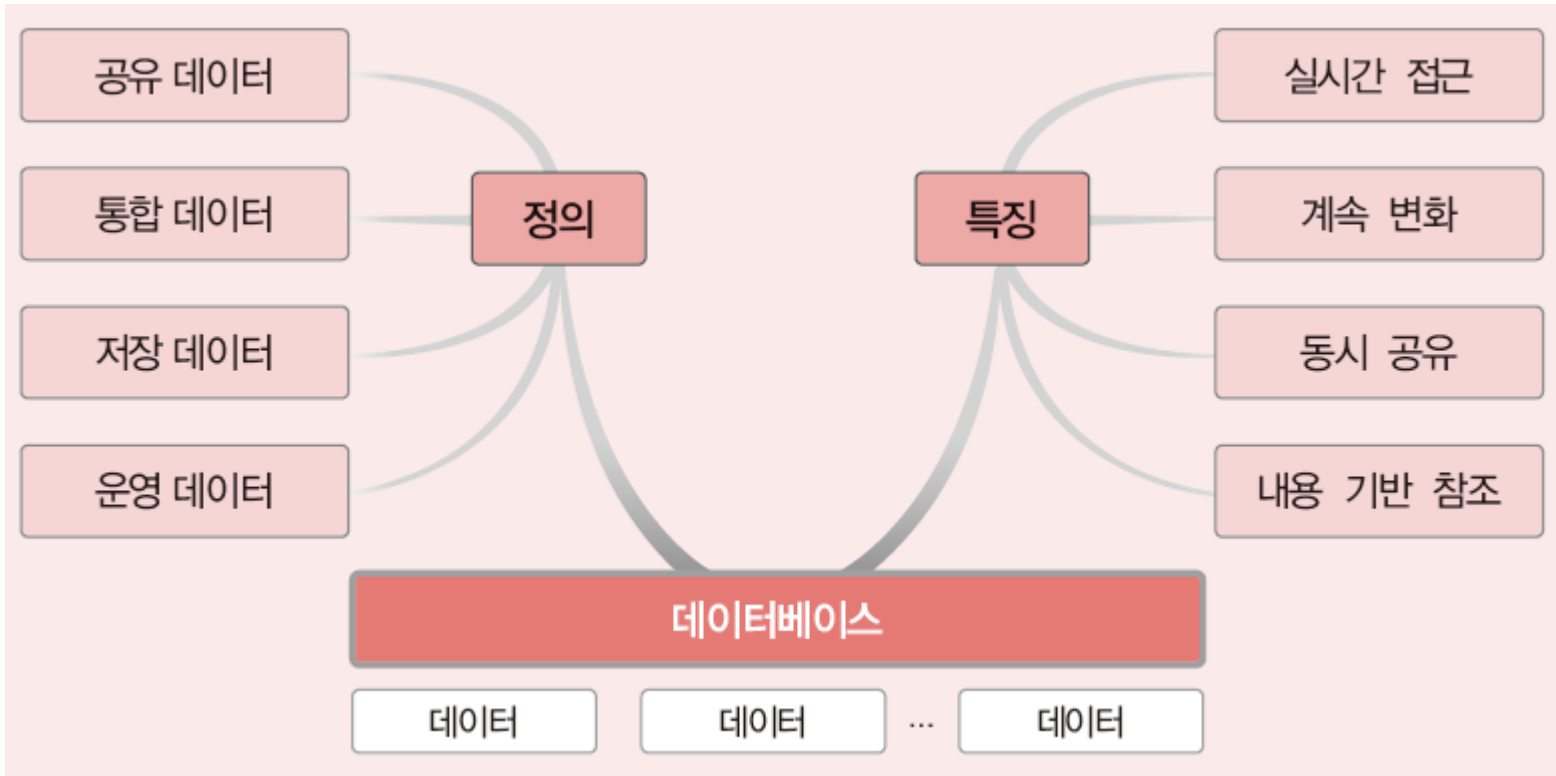 공유 데이터
통합 데이터
저장 데이터
운영 데이터
정의
특징
실시간 접근
계속 변화
동시 공유
내용 기반 참조
데이터베이스
데이터
데이터
...
데이터